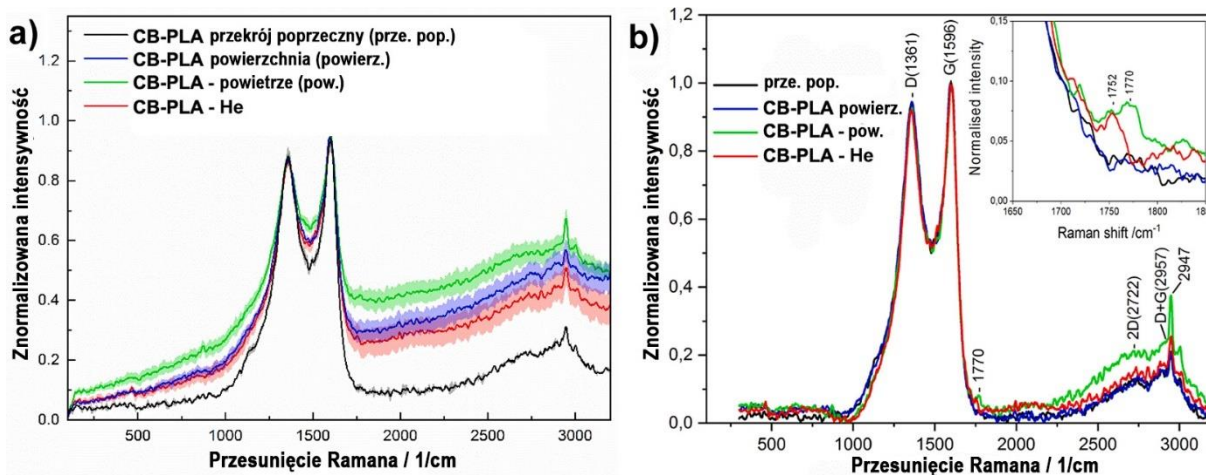 a)
Znormalizowana intensywność
1.2
1.0
0.8
0.6
0.4
0.2
0.0
CB-PLA przekrój poprzeczny (prze. pop.)
CB-PLA powierzchnia (powierz.)
CB-PLA - powietrze (pow.)
CB-PLA - He
500 1000 1500 2000 2500 3000
Przesunięcie Ramana / 1/cm
b)
Znormalizowana intensywność
1,2
1,0
0,8
0,6
0,4
0,2
0,0
prze. pop.
CB-PLA powierz.
CB-PLA - pow.
CB-PLA - He
- D(1361)
G(1596)
- 1770
-2D(2722)
D+G(2957)
2947
500 1000 1500 2000 2500 3000
Przesunięcie Ramana / 1/cm
Normalised intensity
0,15
0,10
0,05
0,00
- 1752
- 1770
1650 1700 1750 1800 185
Raman shift /cm⁻¹